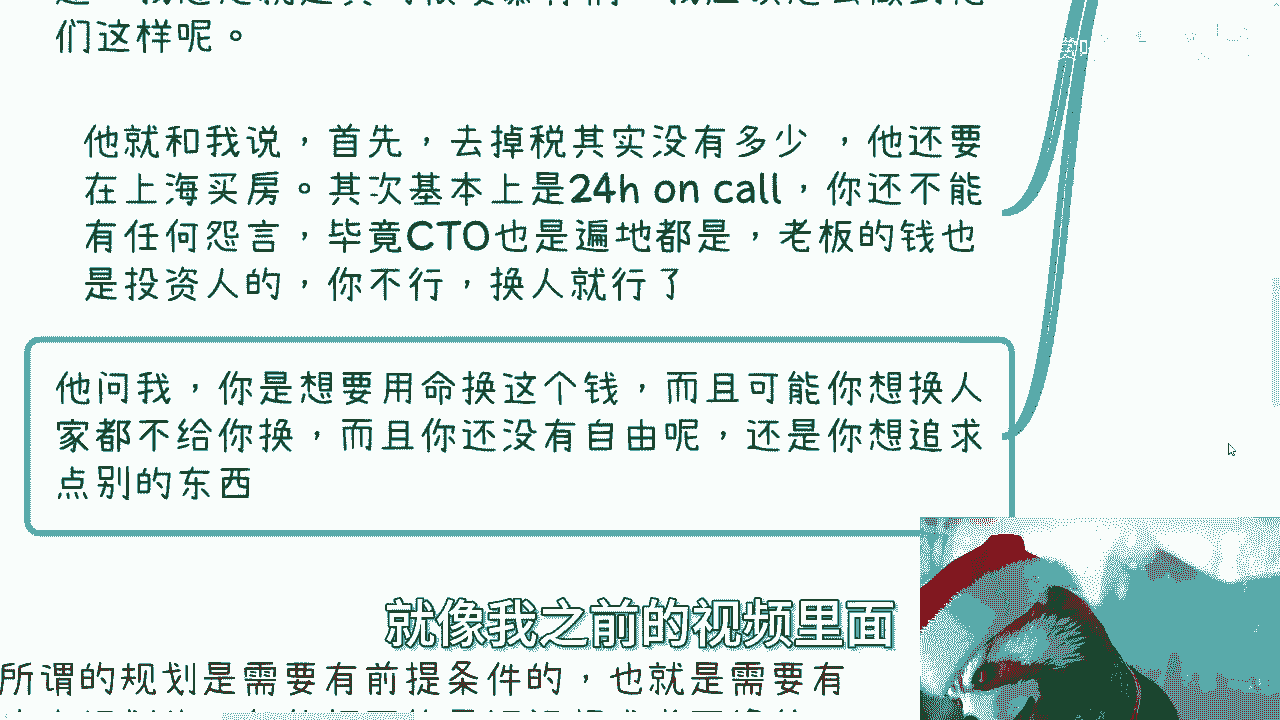 们这样呢。
他就和我说，首先，去掉税其实没有多少 ，他还要
在上海买房。其次基本上是24h on call，你还不能
有任何怨言，毕竟CTO也是遍地都是，老板的钱也
是投资人的，你不行，换人就行了
他问我，你是想要用命换这个钱，而且可能你想换人
家都不给你换，而且你还没有自由呢，还是你想追求
点别的东西
就像我之前的视频里面
所谓的规划是需要有前提条件的，也就是需要有